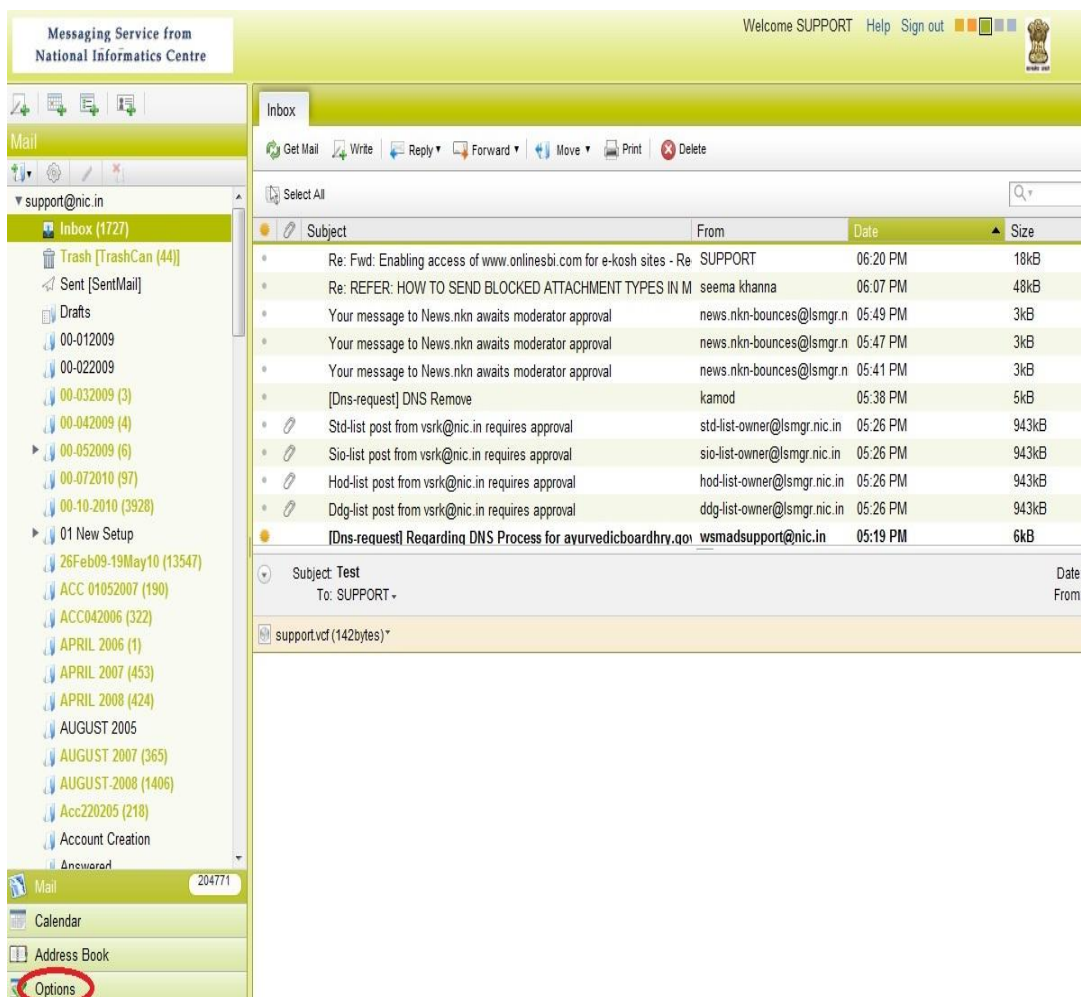 Messaging Service from
National Informatics Centre
Welcome SUPPORT Help Sign out
Mail
support@nic.in
Inbox (1727)
Trash [TrashCan (44)]
Sent [SentMail]
Drafts
00-012009
00-022009
00-032009 (3)
00-042009 (4)
00-052009 (6)
00-072010 (97)
00-10-2010 (3928)
01 New Setup
26Feb09-19May10 (13547)
ACC 01052007 (190)
ACC042006 (322)
APRIL 2006 (1)
APRIL 2007 (453)
APRIL 2008 (424)
AUGUST 2005
AUGUST 2007 (365)
AUGUST-2008 (1406)
Acc220205 (218)
Account Creation
Answered
Mail 204771
Calendar
Address Book
Options
Inbox
Get Mail Write Reply Forward Move Print Delete
Select All
Subject From Date Size
Re: Fwd: Enabling access of www.onlinesbi.com for e-kosh sites - Re SUPPORT 06:20 PM 18kB
Re: REFER: HOW TO SEND BLOCKED ATTACHMENT TYPES IN M seema khanna 06:07 PM 48kB
Your message to News.nkn awaits moderator approval news.nkn-bounces@lsmgr.n 05:49 PM 3kB
Your message to News.nkn awaits moderator approval news.nkn-bounces@lsmgr.n 05:47 PM 3kB
Your message to News.nkn awaits moderator approval news.nkn-bounces@lsmgr.n 05:41 PM 3kB
[Dns-request] DNS Remove kamod 05:38 PM 5kB
Std-list post from vsrk@nic.in requires approval std-list-owner@lsmgr.nic.in 05:26 PM 943kB
Sio-list post from vsrk@nic.in requires approval sio-list-owner@lsmgr.nic.in 05:26 PM 943kB
Hod-list post from vsrk@nic.in requires approval hod-list-owner@lsmgr.nic.in 05:26 PM 943kB
Ddg-list post from vsrk@nic.in requires approval ddg-list-owner@lsmgr.nic.in 05:26 PM 943kB
[Dns-request] Regarding DNS Process for ayurvedicboardhry.gov wsmadsupport@nic.in 05:19 PM 6kB
Subject: Test Date
To: SUPPORT From
support.vcf (142bytes)*